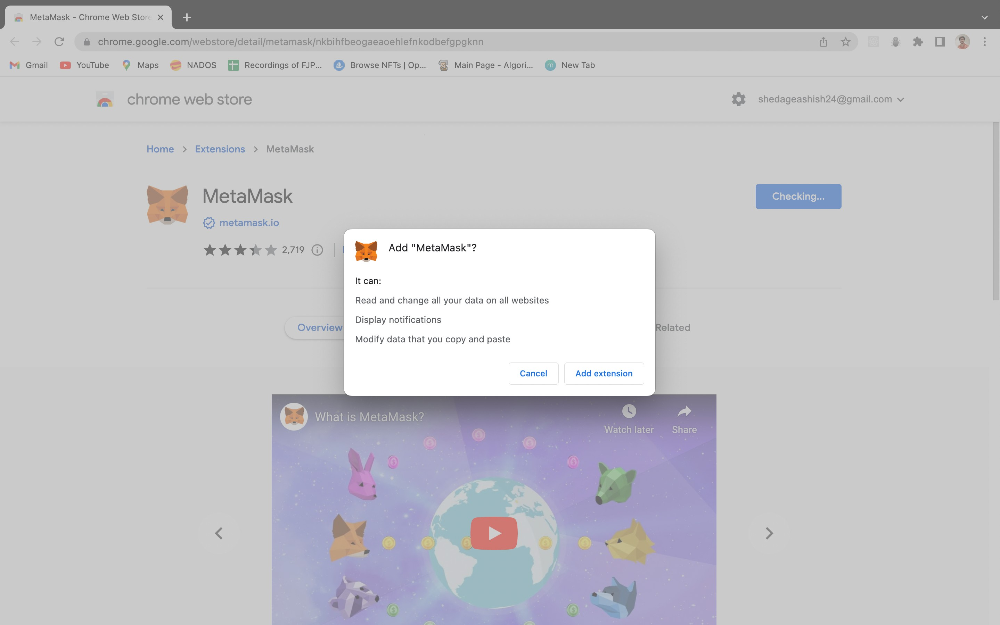 MetaMask - Chrome Web Store
chrome.google.com/webstore/detail/metamask/nkbihfbeogaeaoehlefnkodbefgpgknn
Gmail YouTube Maps NADOS Recordings of FJP... Browse NFTs | Op... Main Page - Algori... m New Tab
chrome web store shedageashish24@gmail.com
Home > Extensions > MetaMask
MetaMask Checking...
metamask.io
2,719
Add "MetaMask"?
It can:
Read and change all your data on all websites
Display notifications
Overview Related
Modify data that you copy and paste
Cancel Add extension
What is MetaMask?
Watch later Share